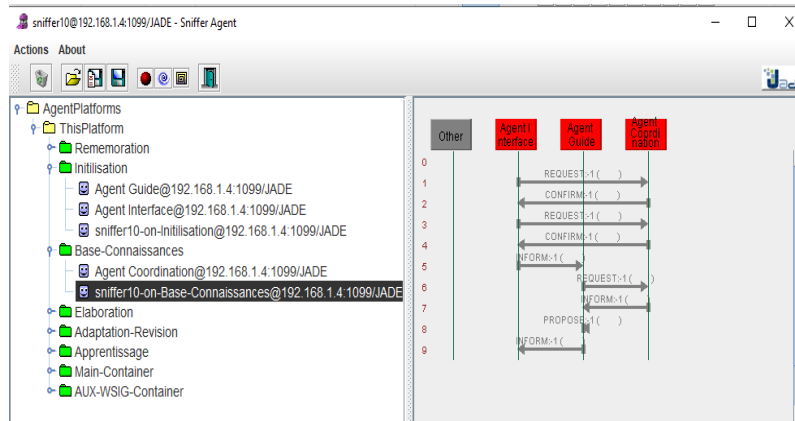 sniffer10@192.168.1.4:1099/JADE - Sniffer Agent
Actions About
AgentPlatforms
ThisPlatform
Rememoration
Initilisation
Agent Guide@192.168.1.4:1099/JADE
Agent Interface@192.168.1.4:1099/JADE
sniffer10-on-Initilisation@192.168.1.4:1099/JADE
Base-Connaissances
Agent Coordination@192.168.1.4:1099/JADE
sniffer10-on-Base-Connaissances@192.168.1.4:1099/JADE
Elaboration
Adaptation-Revision
Apprentissage
Main-Container
AUX-WSIG-Container
Other
Agent I
nterface
Agent
Guide
Agent
Coordi
nation
0
REQUEST:-1 ( )
1
CONFIRM:-1 ( )
2
REQUEST:-1 ( )
3
CONFIRM:-1 ( )
4
INFORM:-1 ( )
5
REQUEST:-1 ( )
6
INFORM:-1 ( )
7
PROPOSE:-1 ( )
8
INFORM:-1 ( )
9